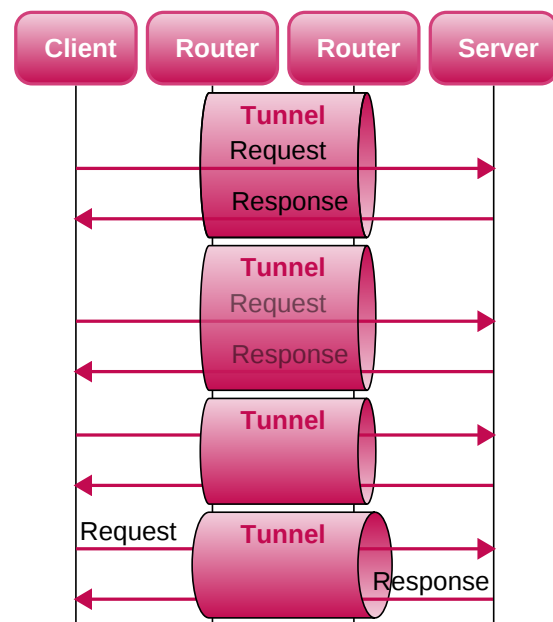 Client Router Router Server
Tunnel
Request
Response
Tunnel
Request
Response
Tunnel
Request Tunnel
Response